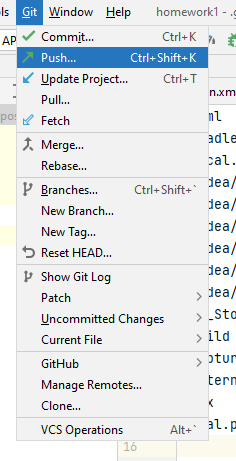 ols Git Window Help homework1 - .g
Commit... Ctrl+K
AP
Push... Ctrl+Shift+K
Update Project... Ctrl+T
n.xm
Pull...
Fetch
Merge...
Rebase...
Branches... Ctrl+Shift+`
New Branch...
New Tag...
Reset HEAD...
Show Git Log
Patch
Uncommitted Changes
Current File
GitHub
Manage Remotes...
Clone...
VCS Operations Alt+`
ml
adle
cal.
dea/
dea/
dea/
dea/
dea/
_Sto
ild
ptur
tern
x
al.p
16